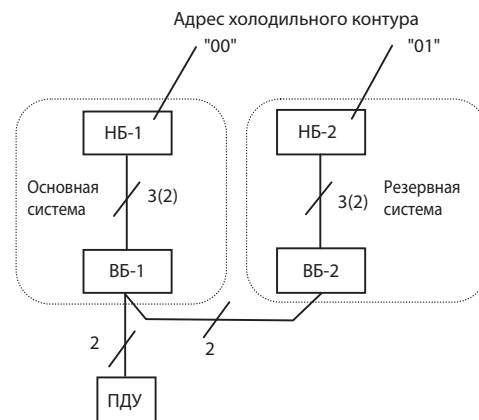 Адрес холодильного контура
"00"
"01"
НБ-1
НБ-2
Основная
система
3(2)
3(2)
Резервная
система
ВБ-1
ВБ-2
2
2
ПДУ